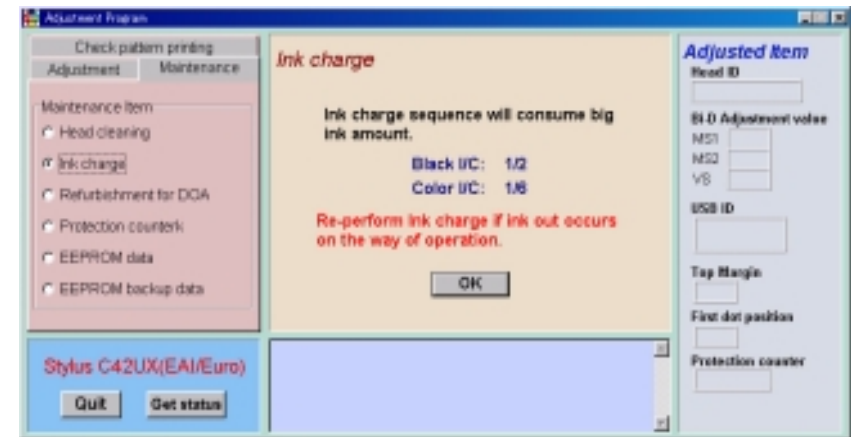 Adjustment Program
Check pattern printing
Adjustment
Maintenance
Maintenance Item
Head cleaning
Ink charge
Refurbishment for DOA
Protection counterk
EEPROM data
EEPROM backup data
Stylus C42UX(EAI/Euro)
Quit
Get status
Ink charge
Ink charge sequence will consume big
ink amount.
Black I/C: 1/2
Color I/C: 1/6
Re-perform Ink charge if ink out occurs
on the way of operation.
OK
Adjusted Item
Head ID
Bi-D Adjustment value
MS1
MS2
VS
USB ID
Top Margin
First dot position
Protection counter